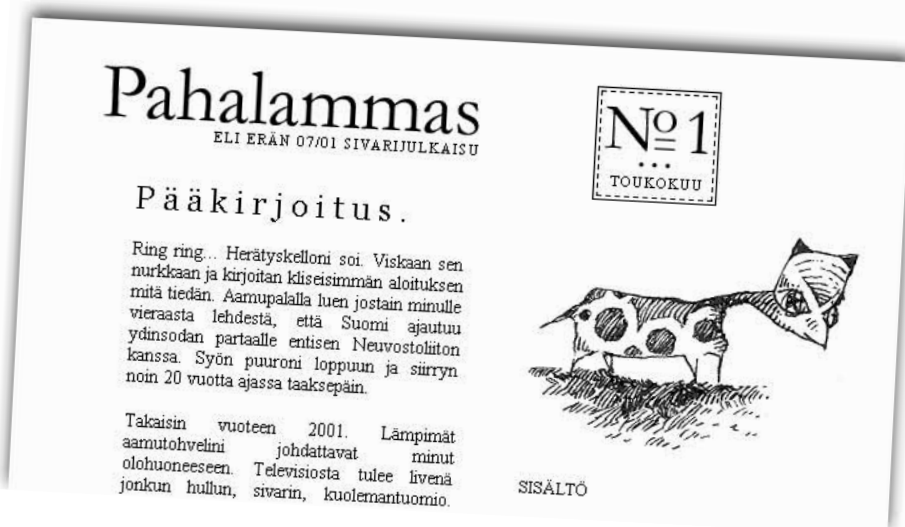 Pahalammas
ELI ERÄN 07/01 SIVARIJULKAISU
No 1
...
TOUKOKUU
Pääkirjoitus.
Ring ring... Herätyskelloni soi. Viskaan sen
nurkkaan ja kirjoitan kliseisimmän aloituksen
mitä tiedän. Aamupalalla luen jostain minulle
vieraasta lehdestä, että Suomi ajautuu
ydinsodan partaalle entisen Neuvostoliiton
kanssa. Syön puuroni loppuun ja siirryn
noin 20 vuotta ajassa taaksepäin.
Takaisin vuoteen 2001. Lämpimät
aamutohvelini johdattavat minut
olohuoneeseen. Televisiosta tulee livenä
jonkun hullun, sivarin, kuolemantuomio.
SISÄLTÖ